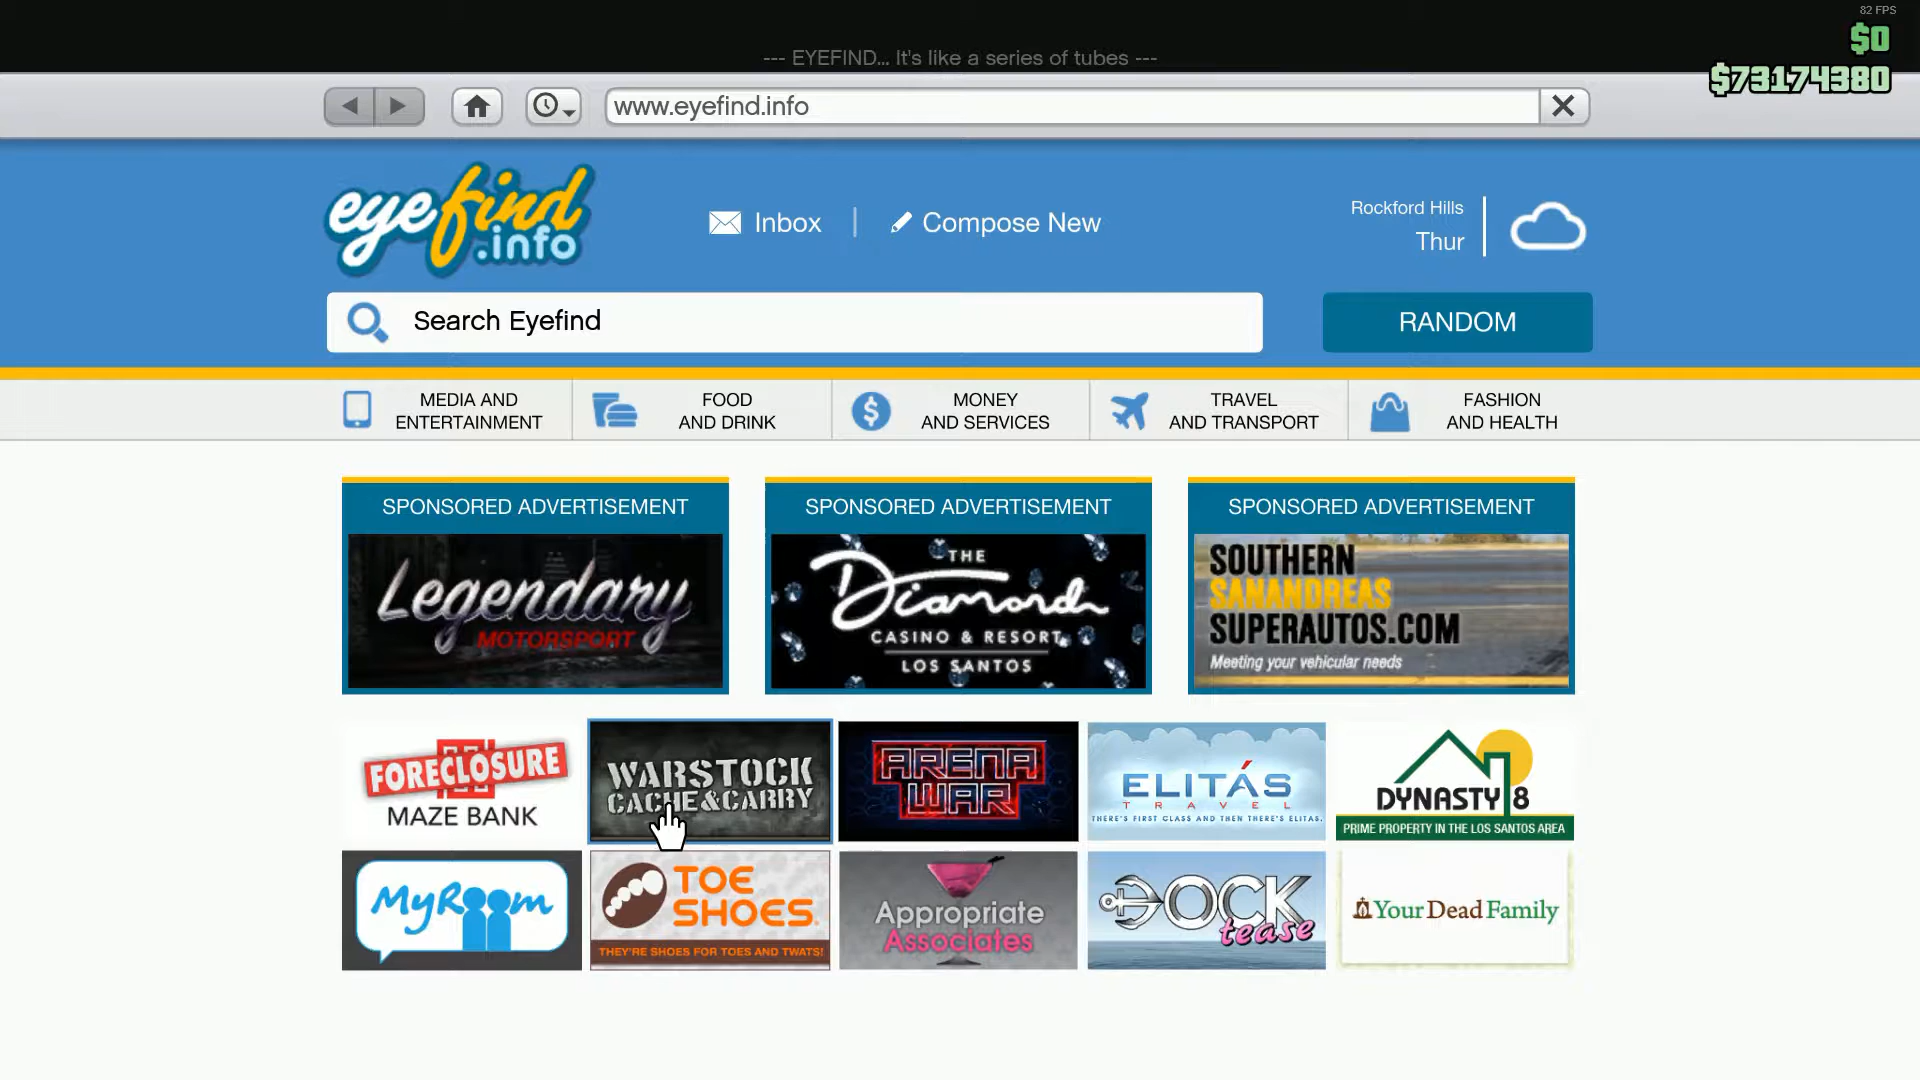 82 FPS
$0
$73174380
--- EYEFIND... It's like a series of tubes ---
www.eyefind.info
eyefind
.info
Inbox
Compose New
Rockford Hills
Thur
Search Eyefind
RANDOM
MEDIA AND
ENTERTAINMENT
FOOD
AND DRINK
MONEY
AND SERVICES
TRAVEL
AND TRANSPORT
FASHION
AND HEALTH
SPONSORED ADVERTISEMENT
Legendary
MOTORSPORT
SPONSORED ADVERTISEMENT
THE
Diamond
CASINO & RESORT
LOS SANTOS
SPONSORED ADVERTISEMENT
SOUTHERN
SANANDREAS
SUPERAUTOS.COM
Meeting your vehicular needs
FORECLOSURE
MAZE BANK
WARSTOCK
CACHE&CARRY
ARENA
WAR
ELITÁS
TRAVEL
THERE'S FIRST CLASS AND THEN THERE'S ELITAS.
DYNASTY 8
PRIME PROPERTY IN THE LOS SANTOS AREA
MyRoom
TOE
SHOES
THEY'RE SHOES FOR TOES AND TWATS!
Appropriate
Associates
DOCK
tease
Your Dead Family